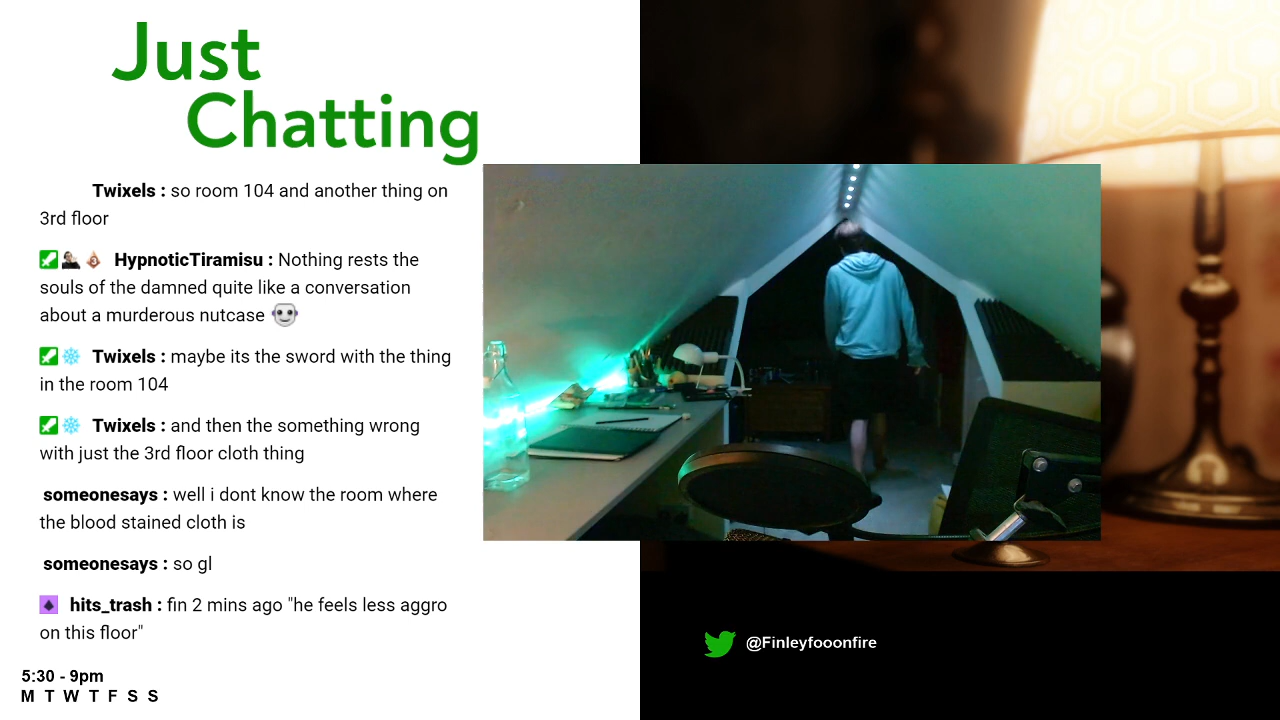 Just
Chatting
Twixels : so room 104 and another thing on
3rd floor
HypnoticTiramisu : Nothing rests the
souls of the damned quite like a conversation
about a murderous nutcase
Twixels : maybe its the sword with the thing
in the room 104
Twixels : and then the something wrong
with just the 3rd floor cloth thing
someonesays : well i dont know the room where
the blood stained cloth is
someonesays : so gl
hits_trash : fin 2 mins ago "he feels less aggro
on this floor"
5:30 - 9pm
M T W T F S S
@Finleyfooonfire